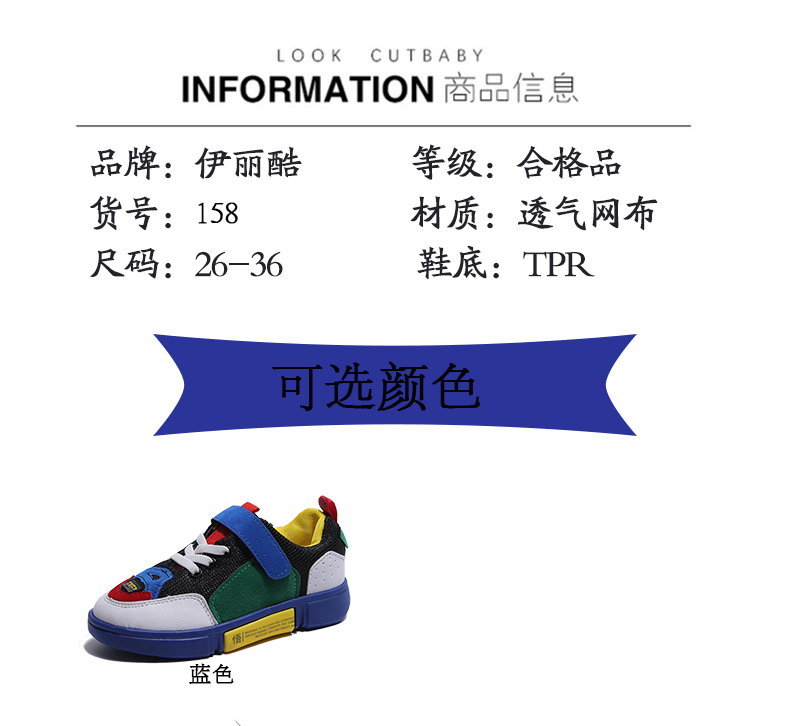 LOOK CUTBABY
INFORMATION 商品信息
品牌：伊丽酷 等级：合格品
货号：158 材质：透气网布
尺码：26-36 鞋底：TPR
可选颜色
悟
蓝色